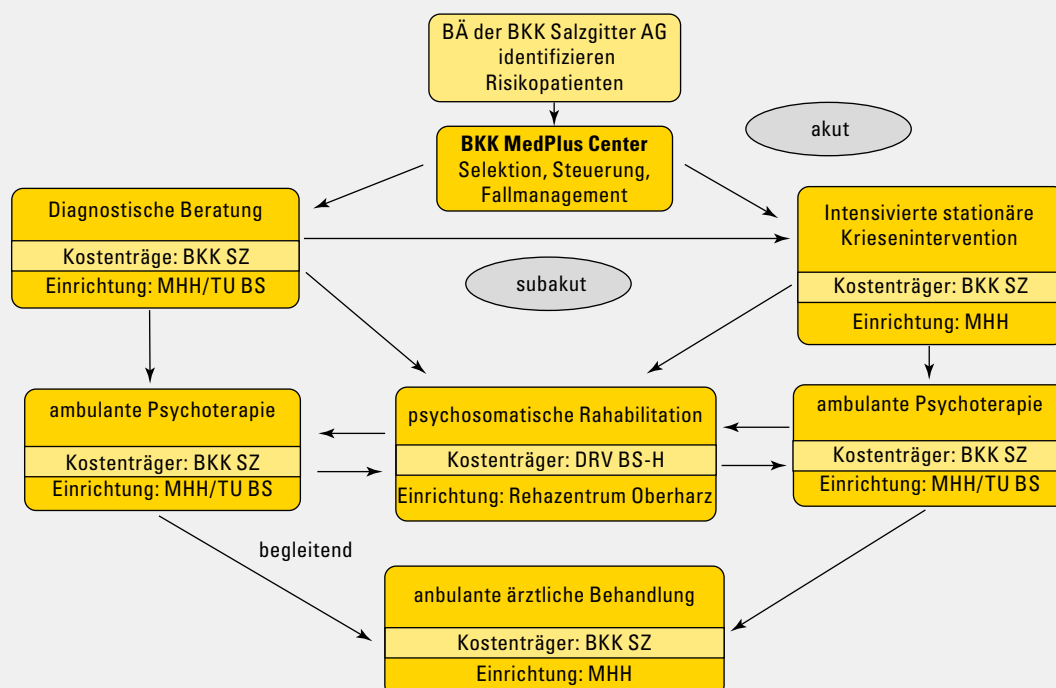 BÄ der BKK Salzgitter AG
identifizieren
Risikopatienten
akut
BKK MedPlus Center
Selektion, Steuerung,
Fallmanagement
Diagnostische Beratung
Kostenträge: BKK SZ
Einrichtung: MHH/TU BS
Intensivierte stationäre
Kriesenintervention
Kostenträger: BKK SZ
Einrichtung: MHH
subakut
ambulante Psychoterapie
Kostenträger: BKK SZ
Einrichtung: MHH/TU BS
psychosomatische Rahabilitation
Kostenträger: DRV BS-H
Einrichtung: Rehazentrum Oberharz
ambulante Psychoterapie
Kostenträger: BKK SZ
Einrichtung: MHH/TU BS
begleitend
anbulante ärztliche Behandlung
Kostenträger: BKK SZ
Einrichtung: MHH